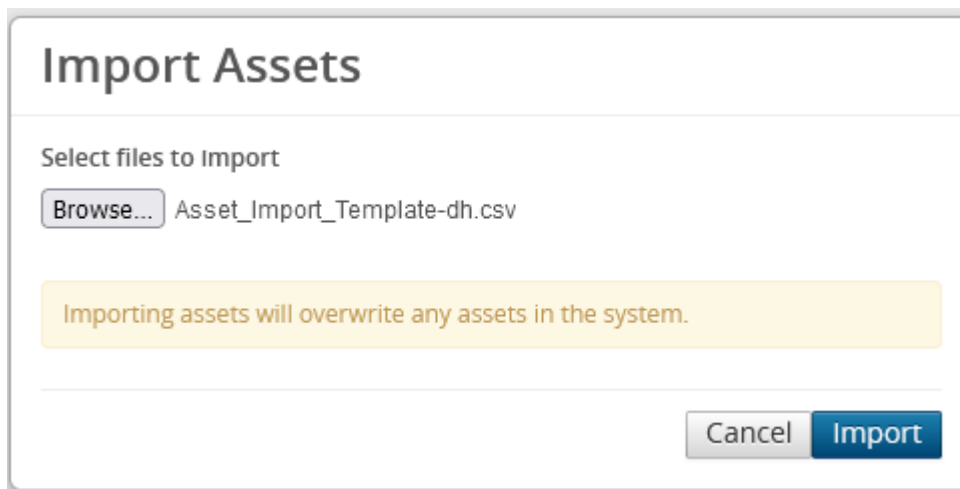 Import Assets
Select files to Import
Browse... Asset_Import_Template-dh.csv
Importing assets will overwrite any assets in the system.
Cancel Import